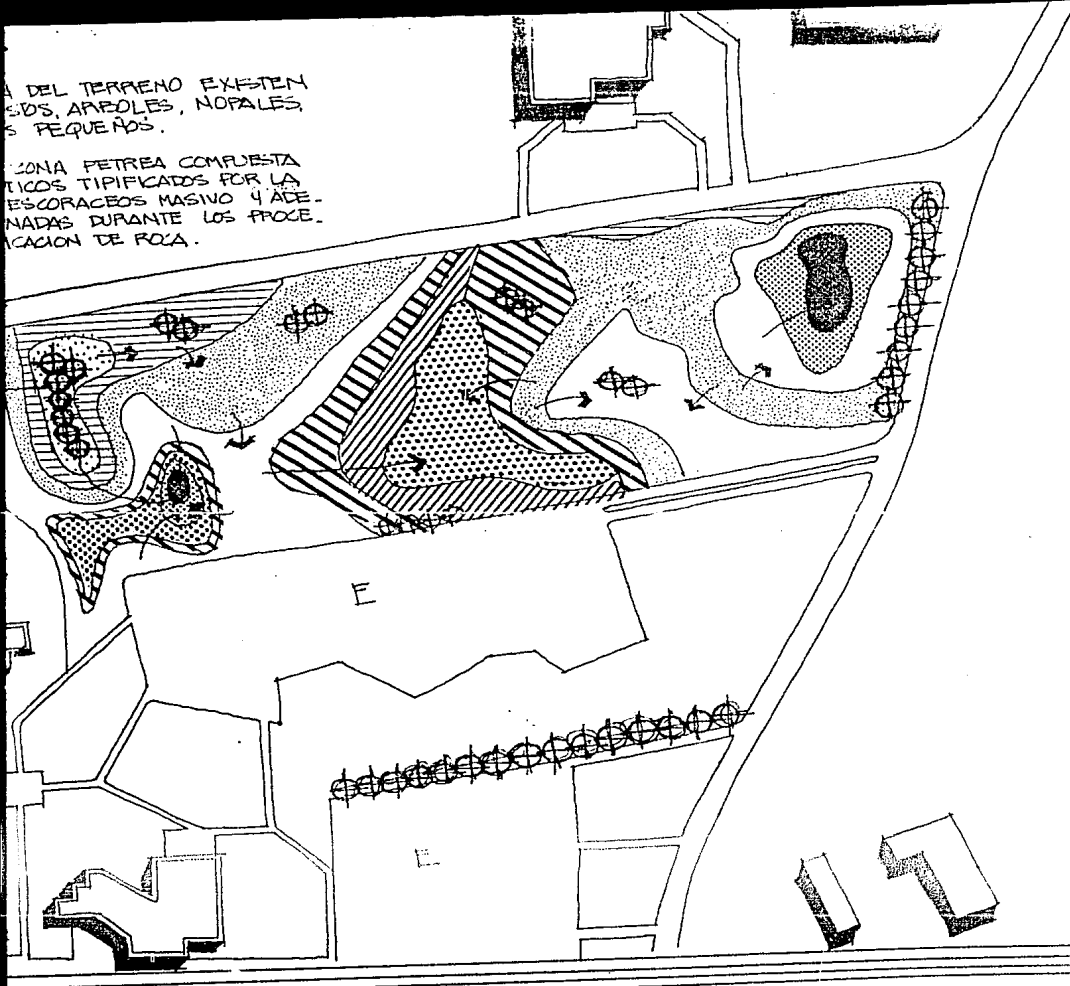 A DEL TERRENO EXISTEN
SOS, ARBOLES, NOPALES,
S PEQUEÑOS.
ZONA PETREA COMPUESTA
TICOS TIPIFICADOS POR LA
ESCORACEOS MASIVO Y ADE-
NADAS DURANTE LOS PROCE-
ICACION DE ROCA.
E
E